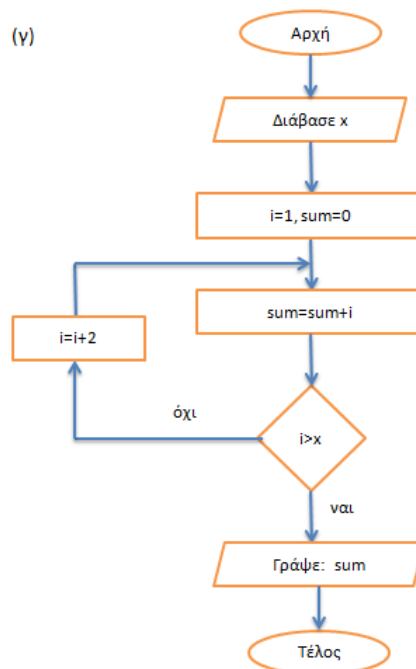 (γ)
Αρχή
Διάβασε x
i=1, sum=0
sum=sum+i
i=i+2
όχι
i>x
ναι
Γράψε: sum
Τέλος